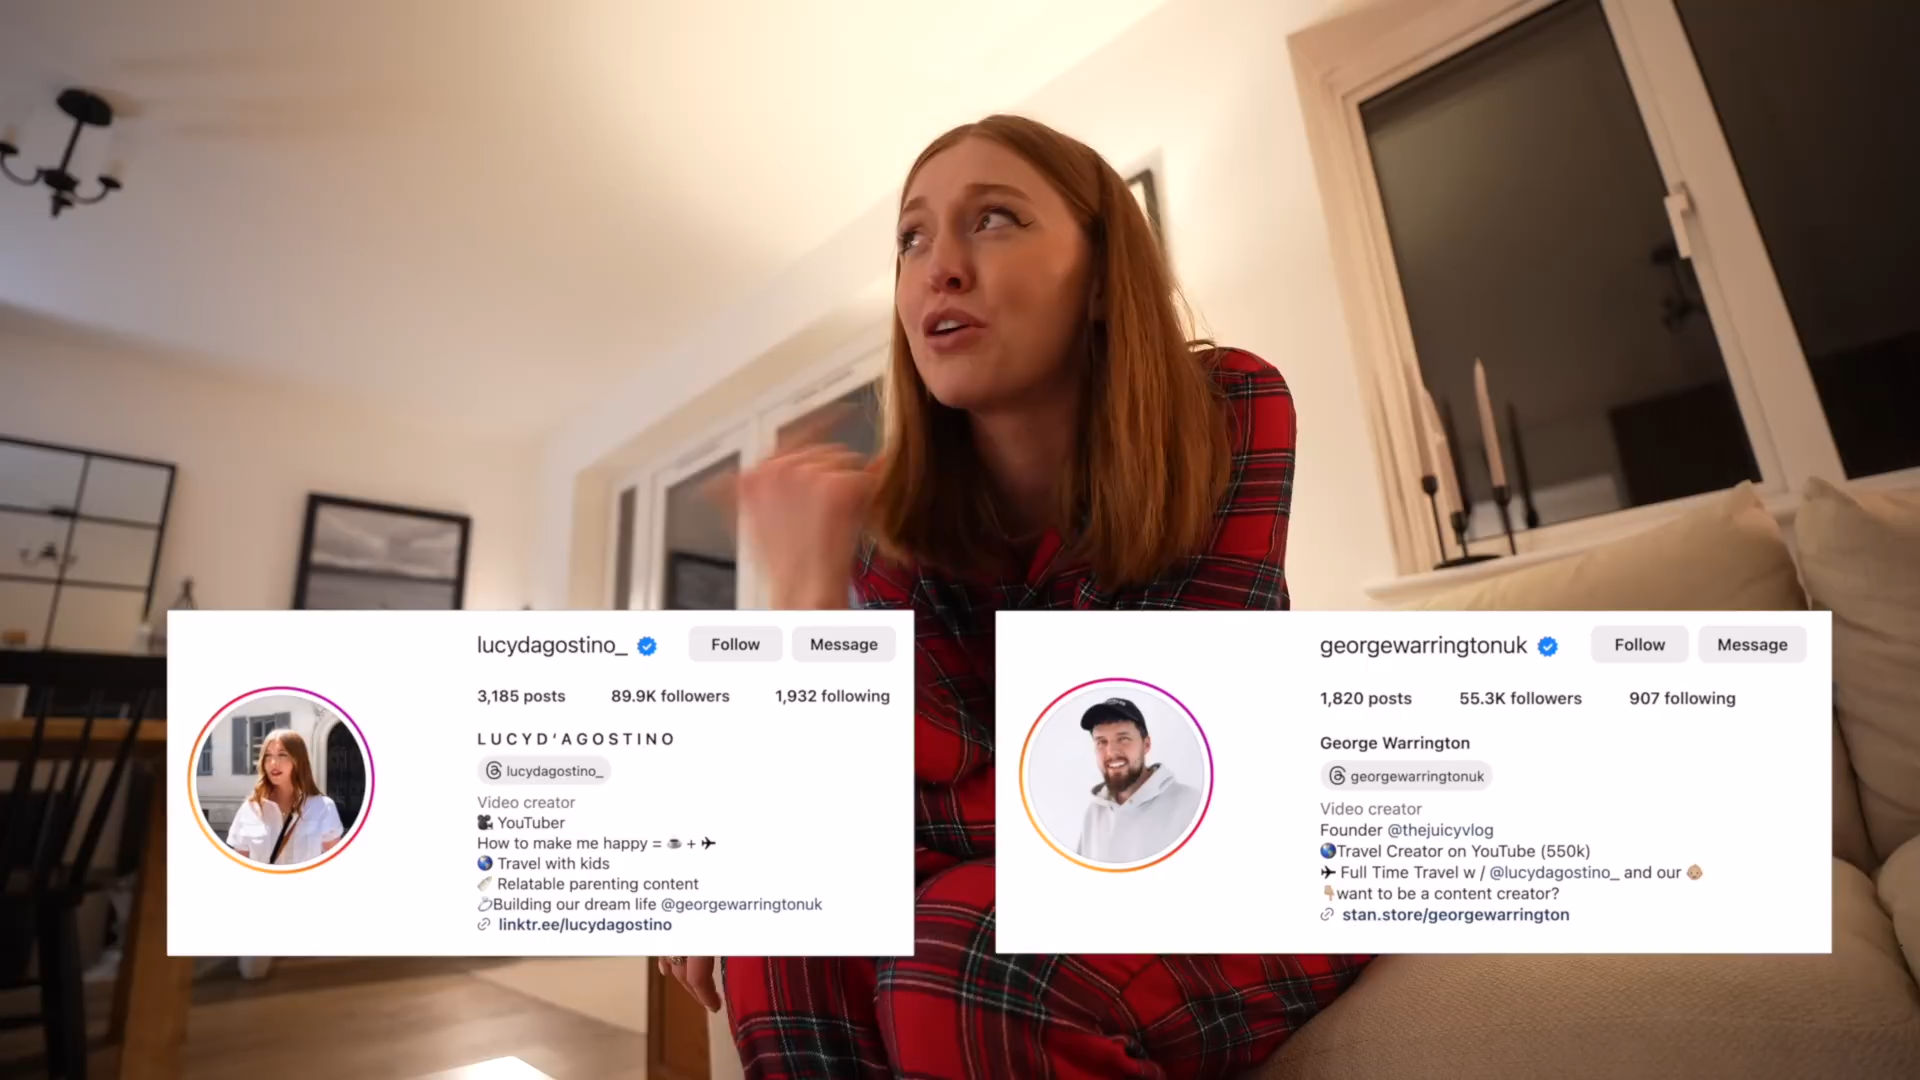 lucydagostino_ Follow Message
3,185 posts 89.9K followers 1,932 following
LUCYD'AGOSTINO
lucydagostino_
Video creator
YouTuber
How to make me happy = ☕ + ✈
Travel with kids
Relatable parenting content
Building our dream life @georgewarringtonuk
linktr.ee/lucydagostino
georgewarringtonuk Follow Message
1,820 posts 55.3K followers 907 following
George Warrington
georgewarringtonuk
Video creator
Founder @thejuicyvlog
Travel Creator on YouTube (550k)
Full Time Travel w / @lucydagostino_ and our 👶🏼
want to be a content creator?
stan.store/georgewarrington